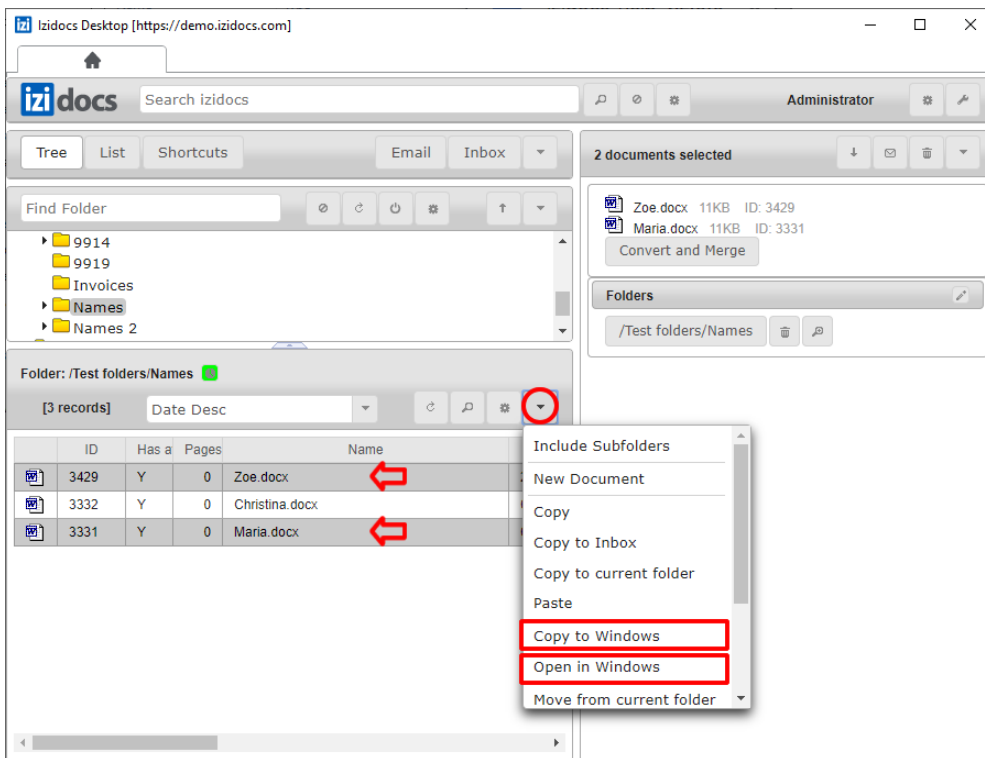 izi Izidocs Desktop [https://demo.izidocs.com]
izidocs Search izidocs Administrator
Tree List Shortcuts Email Inbox
Find Folder
9914
9919
Invoices
Names
Names 2
Folder: /Test folders/Names
[3 records] Date Desc
ID Has a Pages Name
3429 Y 0 Zoe.docx
3332 Y 0 Christina.docx
3331 Y 0 Maria.docx
2 documents selected
Zoe.docx 11KB ID: 3429
Maria.docx 11KB ID: 3331
Convert and Merge
Folders
/Test folders/Names
Include Subfolders
New Document
Copy
Copy to Inbox
Copy to current folder
Paste
Copy to Windows
Open in Windows
Move from current folder